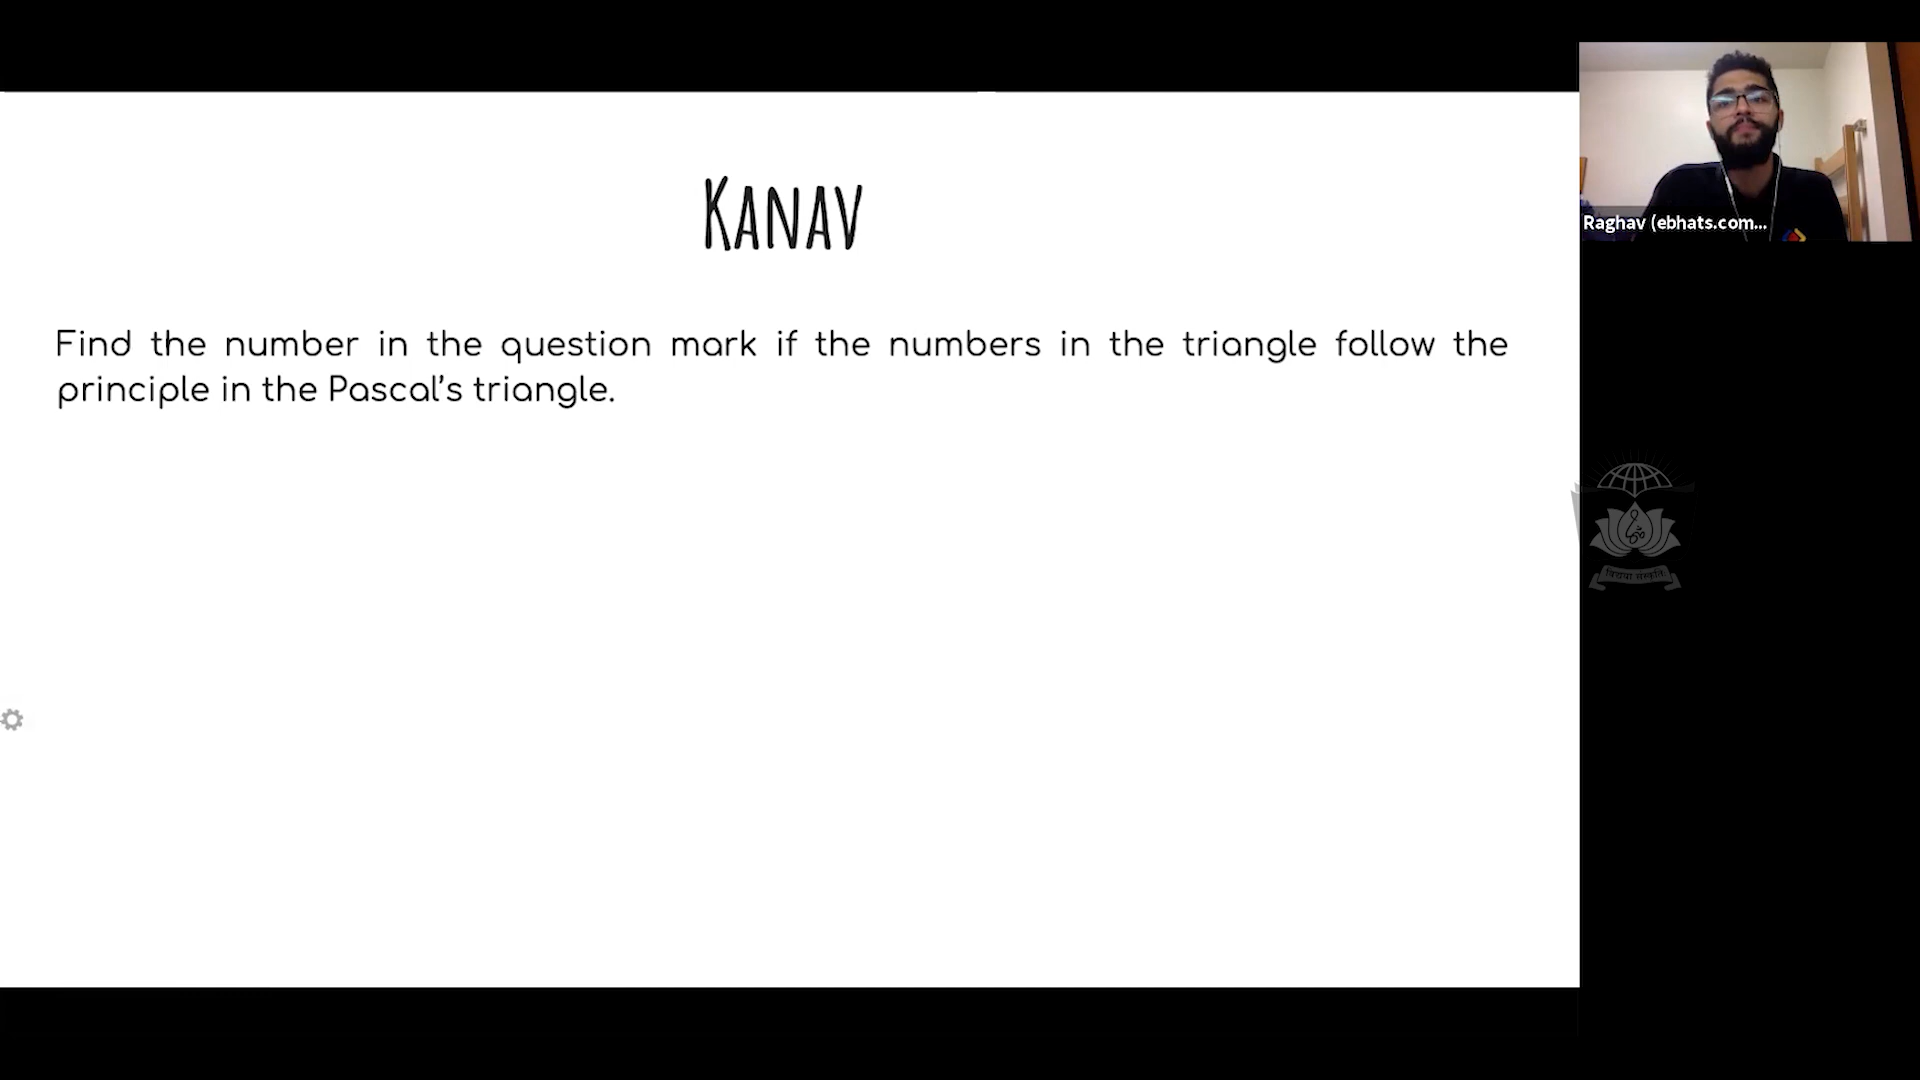 Kanav
Find the number in the question mark if the numbers in the triangle follow the
principle in the Pascal's triangle.
Raghav (ebhats.com...
विद्यया संस्कृतिः